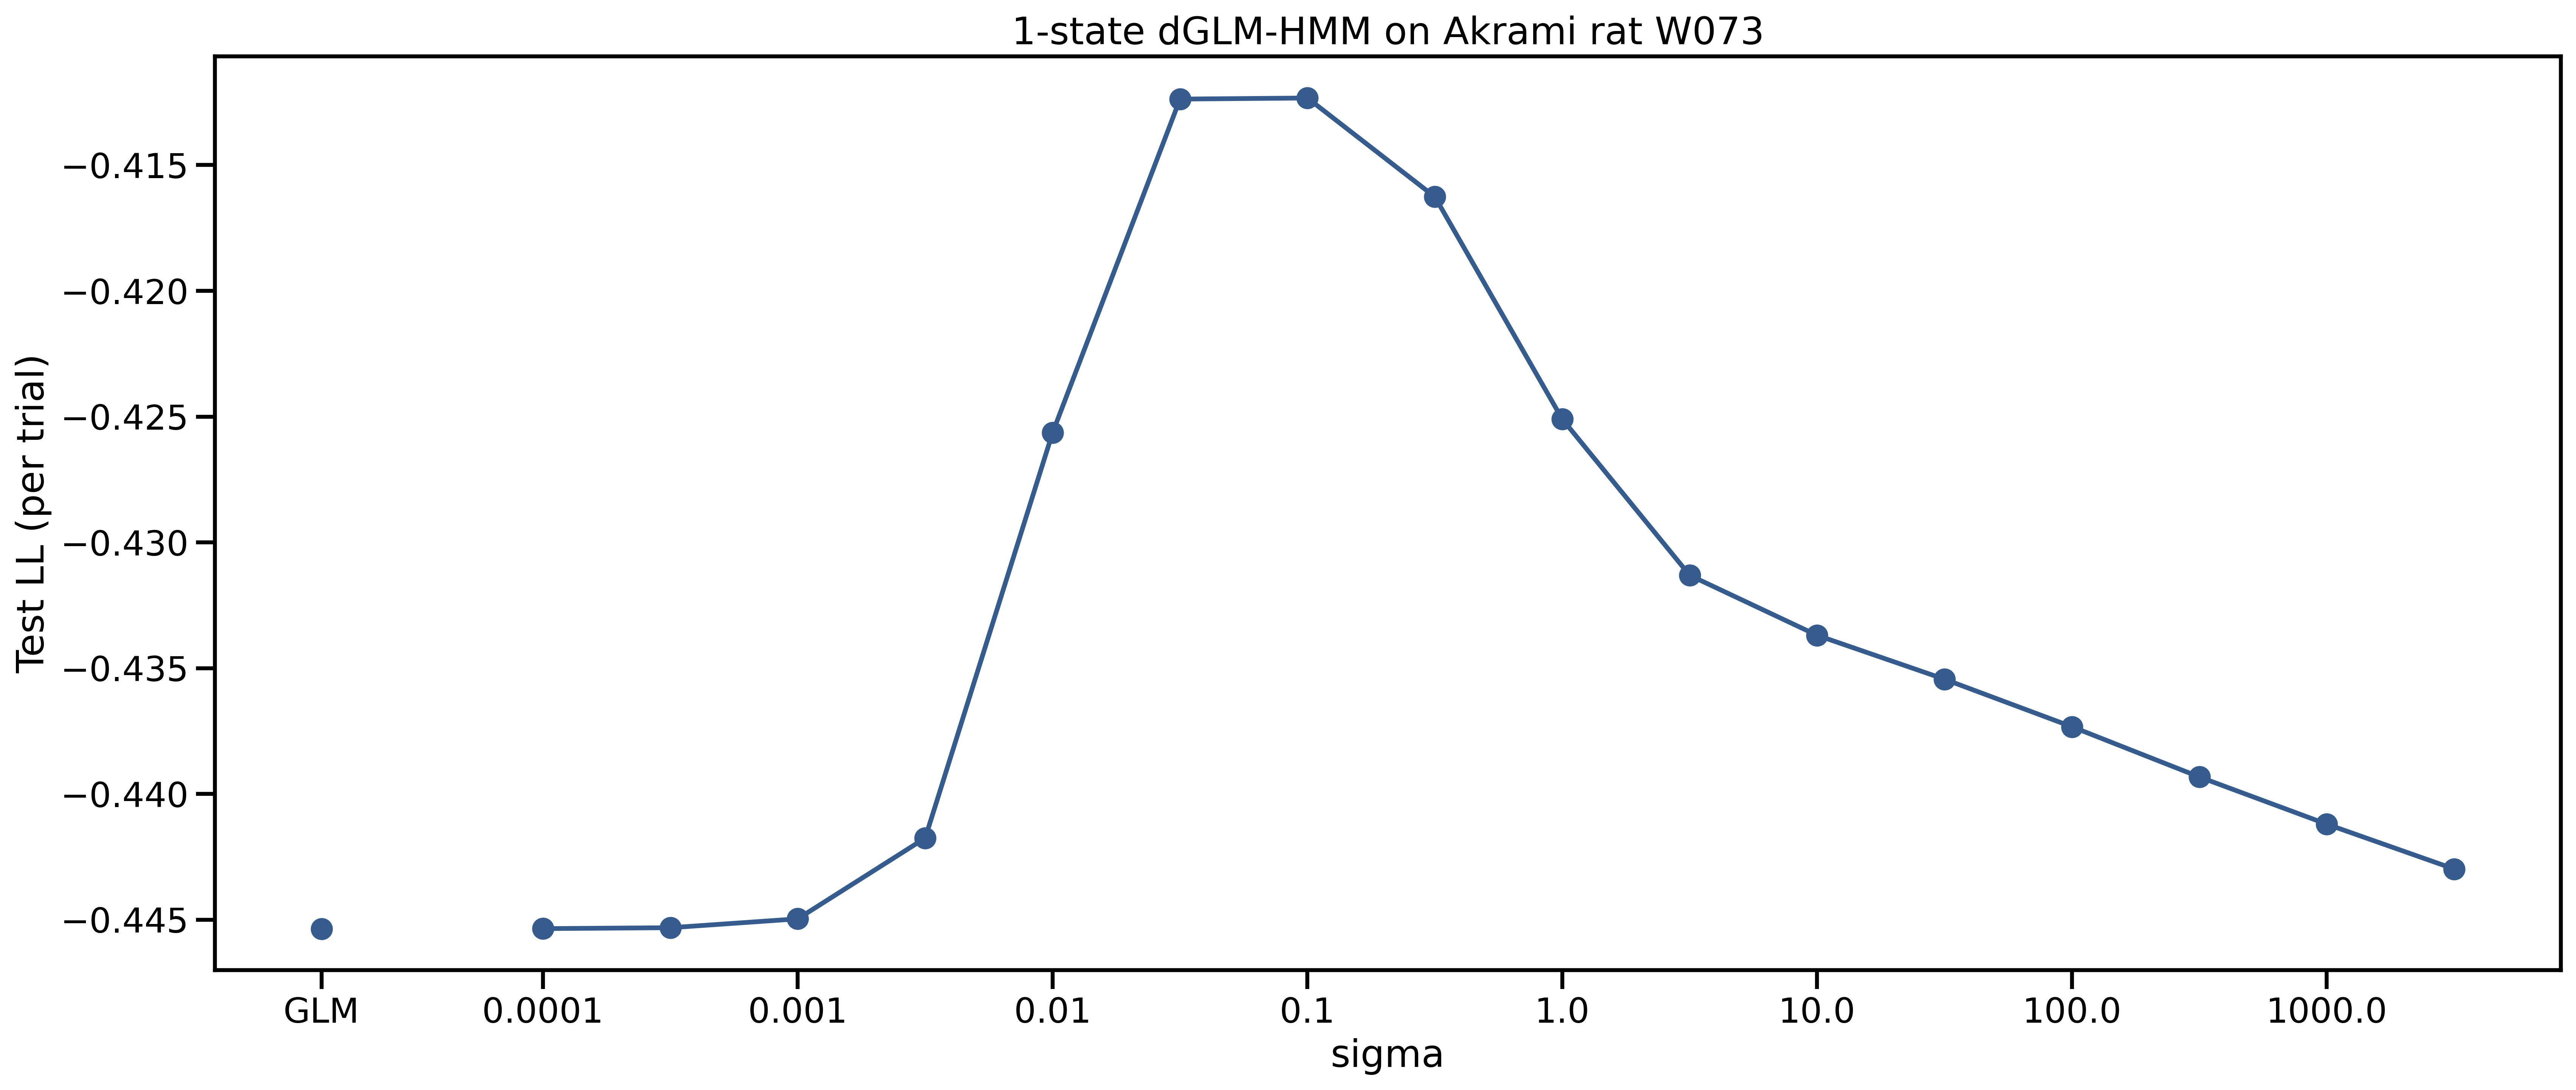 1-state dGLM-HMM on Akrami rat W073
Test LL (per trial)
−0.415
−0.420
−0.425
−0.430
−0.435
−0.440
−0.445
GLM 0.0001 0.001 0.01 0.1 1.0 10.0 100.0 1000.0
sigma